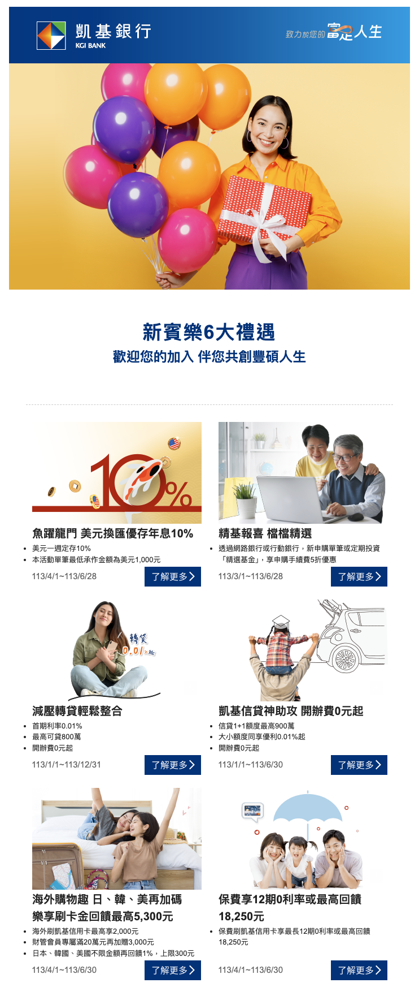 凱基銀行
KGI BANK
致力於您的富足人生
新賓樂6大禮遇
歡迎您的加入 伴您共創豐碩人生
10%
魚躍龍門 美元換匯優存年息10%
美元一週定存10%
本活動單筆最低承作金額為美元1,000元
113/4/1~113/6/28
了解更多
精基報喜 檔檔精選
透過網路銀行或行動銀行，新申購單筆或定期投資
「精選基金」，享申購手續費5折優惠
113/3/1~113/6/28
了解更多
轉貸
0.01%起
減壓轉貸輕鬆整合
首期利率0.01%
最高可貸800萬
開辦費0元起
113/1/1~113/12/31
了解更多
凱基信貸神助攻 開辦費0元起
信貸1+1額度最高900萬
大小額度同享優利0.01%起
開辦費0元起
113/1/1~113/6/30
了解更多
海外購物趣 日、韓、美再加碼
樂享刷卡金回饋最高5,300元
海外刷凱基信用卡最高享2,000元
財管會員專屬滿20萬元再加贈3,000元
日本、韓國、美國不限金額再回饋1%，上限300元
113/4/1~113/6/30
了解更多
保費享12期0利率或最高回饋
18,250元
保費刷凱基信用卡享最長12期0利率或最高回饋
18,250元
113/4/1~113/6/30
了解更多